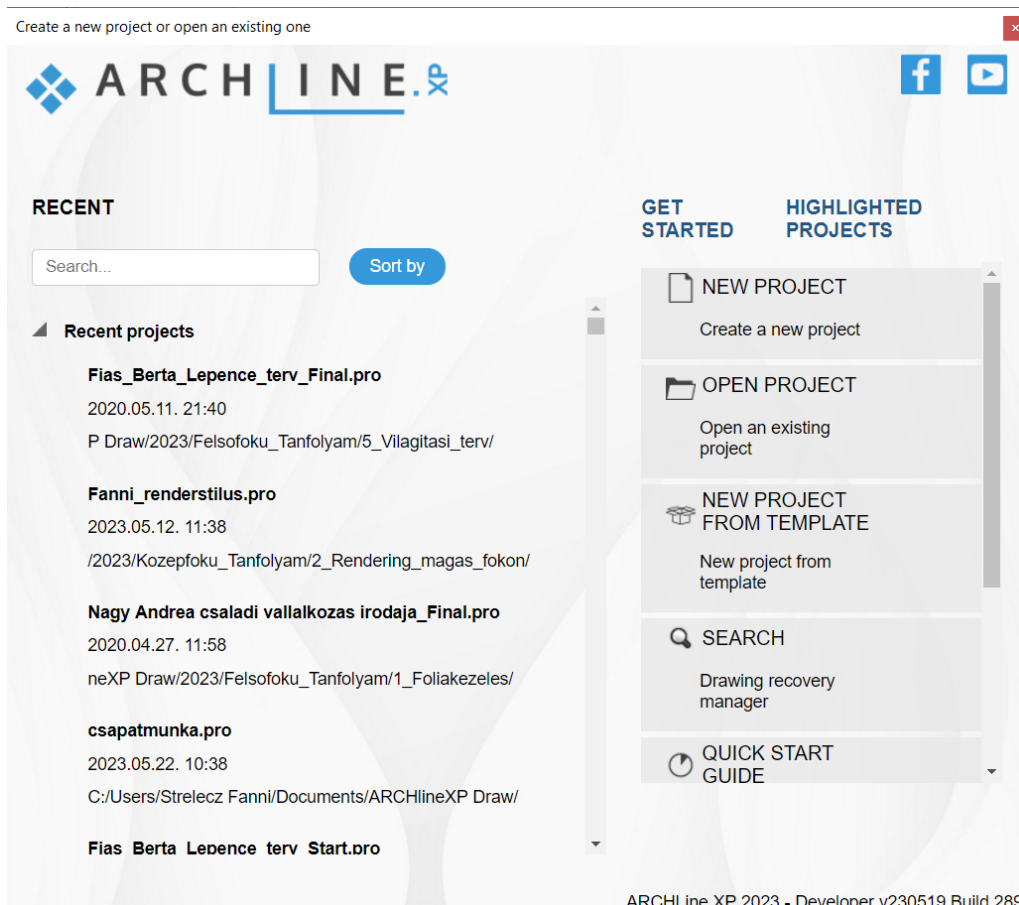 Create a new project or open an existing one
ARCHLINE.XP
RECENT
Search...
Sort by
Recent projects
Fias_Berta_Lepence_terv_Final.pro
2020.05.11. 21:40
P Draw/2023/Felsofoku_Tanfolyam/5_Vilagitasi_terv/
Fanni_renderstilus.pro
2023.05.12. 11:38
/2023/Kozepfoku_Tanfolyam/2_Rendering_magas_fokon/
Nagy Andrea csaladi vallalkozas irodaja_Final.pro
2020.04.27. 11:58
neXP Draw/2023/Felsofoku_Tanfolyam/1_Foliakezeles/
csapatmunka.pro
2023.05.22. 10:38
C:/Users/Strelecz Fanni/Documents/ARCHlineXP Draw/
Fias_Berta_Lepence_terv_Start.pro
GET
STARTED
HIGHLIGHTED
PROJECTS
NEW PROJECT
Create a new project
OPEN PROJECT
Open an existing
project
NEW PROJECT
FROM TEMPLATE
New project from
template
SEARCH
Drawing recovery
manager
QUICK START
GUIDE
ARCHLine.XP 2023 - Developer v230519 Build 289